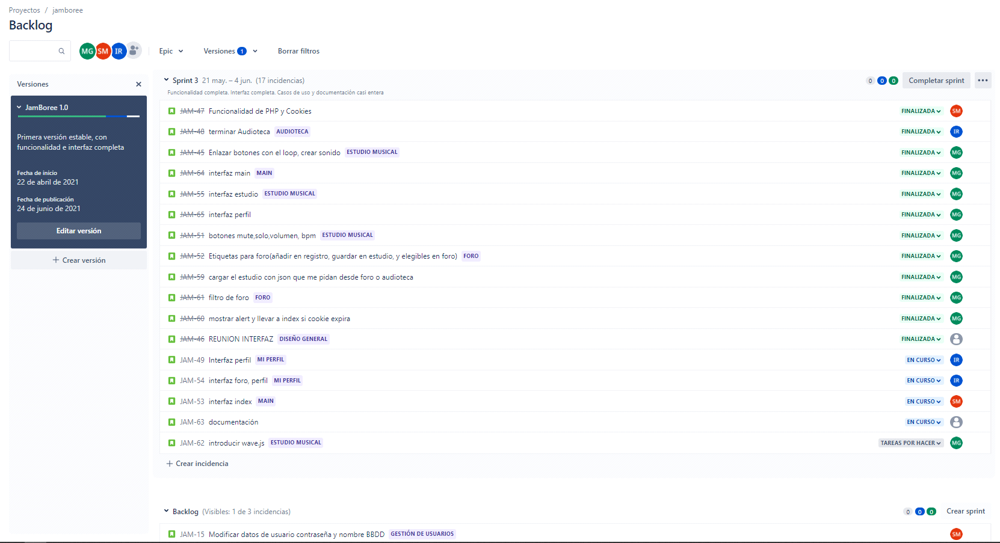 Proyectos / jamboree
Backlog
MG SM IR Epic Versiones 1 Borrar filtros
Versiones
JamBoree 1.0
Primera versión estable, con
funcionalidad e interfaz completa
Fecha de inicio
22 de abril de 2021
Fecha de publicación
24 de junio de 2021
Editar versión
+ Crear versión
Sprint 3 21 may. – 4 jun. (17 incidencias) 0 0 0 Completar sprint
Funcionalidad completa. Interfaz completa. Casos de uso y documentación casi entera
JAM-47 Funcionalidad de PHP y Cookies FINALIZADA SM
JAM-48 terminar Audioteca AUDIOTECA FINALIZADA IR
JAM-45 Enlazar botones con el loop, crear sonido ESTUDIO MUSICAL FINALIZADA MG
JAM-64 interfaz main MAIN FINALIZADA MG
JAM-55 interfaz estudio ESTUDIO MUSICAL FINALIZADA MG
JAM-65 interfaz perfil FINALIZADA MG
JAM-51 botones mute,solo,volumen, bpm ESTUDIO MUSICAL FINALIZADA MG
JAM-52 Etiquetas para foro(añadir en registro, guardar en estudio, y elegibles en foro) FORO FINALIZADA MG
JAM-59 cargar el estudio con json que me pidan desde foro o audioteca FINALIZADA MG
JAM-61 filtro de foro FORO FINALIZADA MG
JAM-60 mostrar alert y llevar a index si cookie expira FINALIZADA MG
JAM-46 REUNION INTERFAZ DISEÑO GENERAL FINALIZADA
JAM-49 Interfaz perfil MI PERFIL EN CURSO IR
JAM-54 interfaz foro, perfil MI PERFIL EN CURSO IR
JAM-53 interfaz index MAIN EN CURSO SM
JAM-63 documentación EN CURSO
JAM-62 introducir wave.js ESTUDIO MUSICAL TAREAS POR HACER MG
+ Crear incidencia
Backlog (Visibles: 1 de 3 incidencias) 0 0 0 Crear sprint
JAM-15 Modificar datos de usuario contraseña y nombre BBDD GESTIÓN DE USUARIOS SM